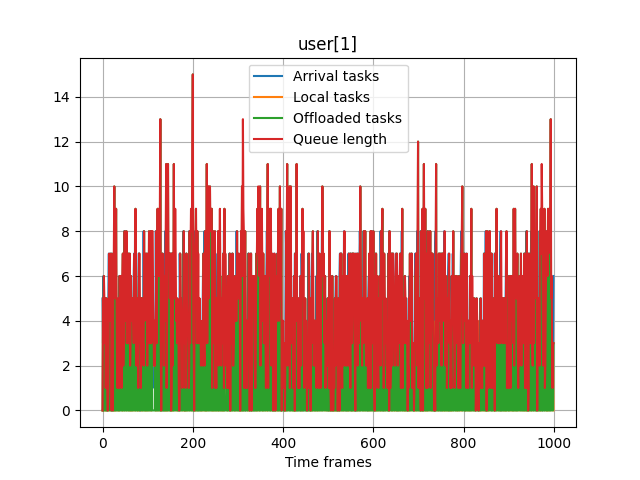 user[1]
Arrival tasks
Local tasks
Offloaded tasks
Queue length
14
12
10
8
6
4
2
0
0 200 400 600 800 1000
Time frames